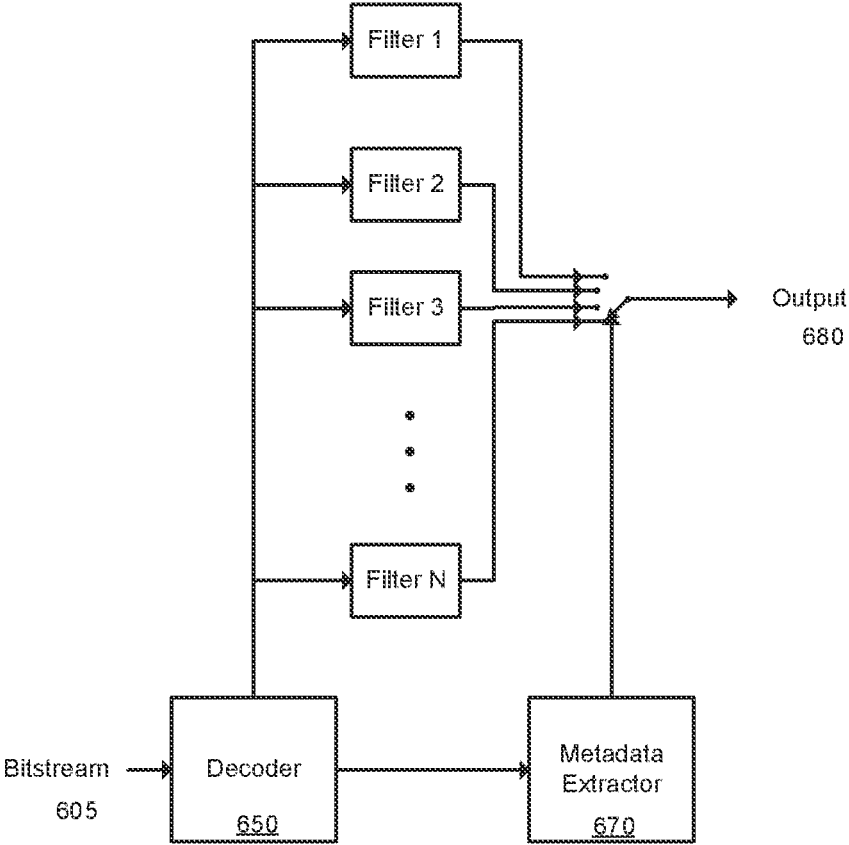 Filter 1
Filter 2
Filter 3
Output
680
Filter N
Bitstream
605
Decoder
650
Metadata
Extractor
670